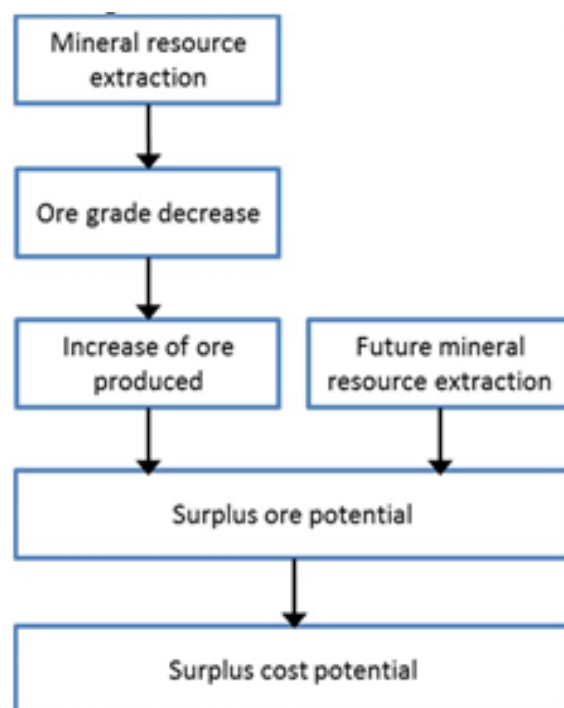 Mineral resource
extraction
Ore grade decrease
Increase of ore
produced
Future mineral
resource extraction
Surplus ore potential
Surplus cost potential